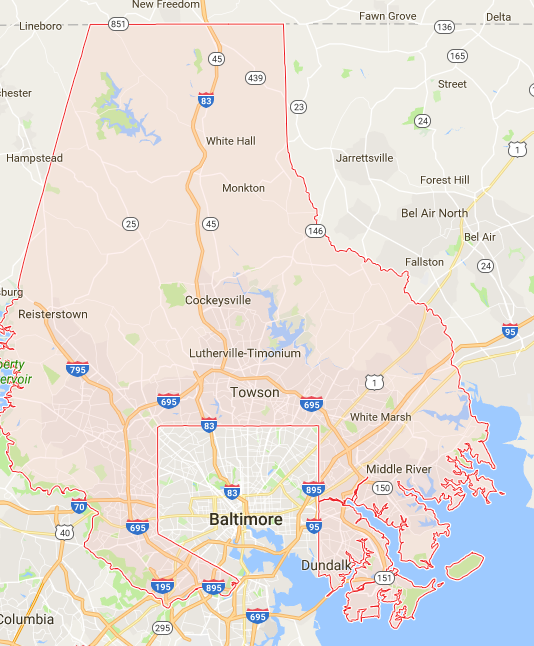 New Freedom
Lineboro
851
Fawn Grove
Delta
136
45
165
439
Street
chester
83
23
24
White Hall
1
Hampstead
Jarrettsville
Monkton
Forest Hill
25
45
146
Bel Air North
Bel Air
Fallston
24
sburg
Cockeysville
Reisterstown
95
Lutherville-Timonium
erty
ervoir
795
1
Towson
695
695
White Marsh
83
Middle River
150
895
83
70
Baltimore
695
95
40
Dundalk
151
195
895
Columbia
695
295